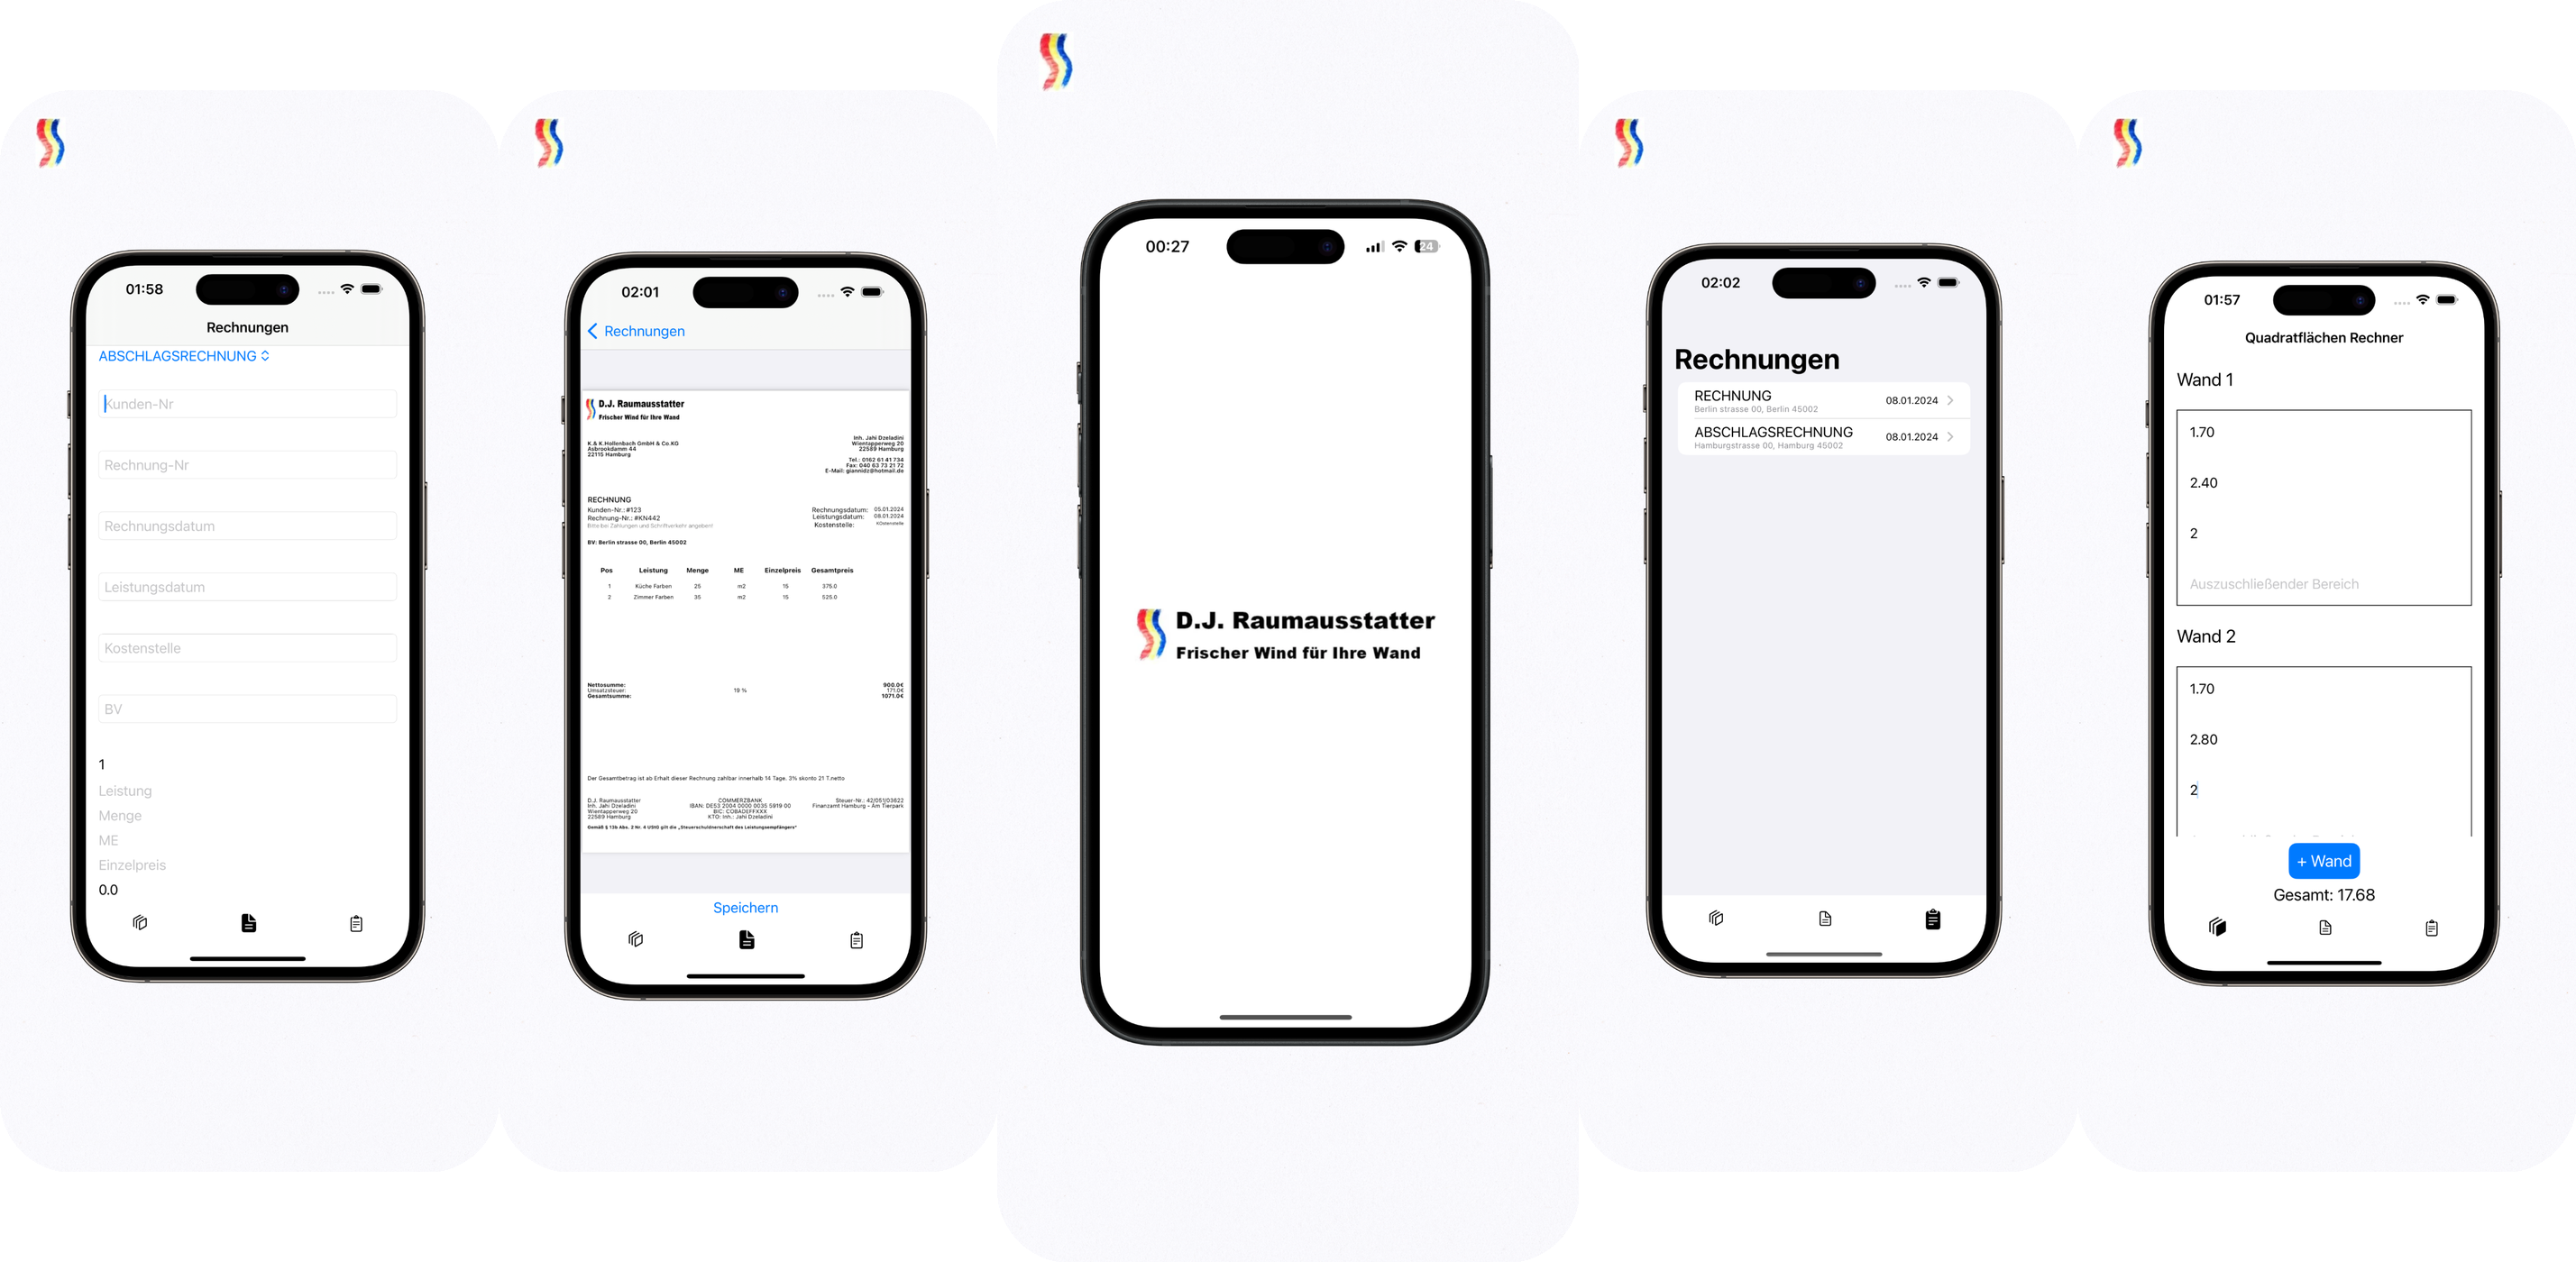 01:58
Rechnungen
ABSCHLAGSRECHNUNG
Kunden-Nr
Rechnung-Nr
Rechnungsdatum
Leistungsdatum
Kostenstelle
BV
1
Leistung
Menge
ME
Einzelpreis
0.0
02:01
Rechnungen
D.J. Raumausstatter
Frischer Wind für Ihre Wand
K.& K.Hollenbach GmbH & Co.KG
Asbrookdamm 44
22115 Hamburg
Inh. Jahi Dzeladini
Wientapperweg 20
22589 Hamburg
Tel.: 0162 61 41 734
Fax: 040 63 73 21 72
E-Mail: giannidz@hotmail.de
RECHNUNG
Kunden-Nr.: #123
Rechnung-Nr.: #KN442
Bitte bei Zahlungen und Schriftverkehr angeben!
Rechnungsdatum: 05.01.2024
Leistungsdatum: 08.01.2024
Kostenstelle: KOstenstelle
BV: Berlin strasse 00, Berlin 45002
Pos Leistung Menge ME Einzelpreis Gesamtpreis
1 Küche Farben 25 m2 15 375.0
2 Zimmer Farben 35 m2 15 525.0
Nettosumme: 900.0€
Umsatzsteuer: 19 % 171.0€
Gesamtsumme: 1071.0€
Der Gesamtbetrag ist ab Erhalt dieser Rechnung zahlbar innerhalb 14 Tage. 3% skonto 21 T.netto
D.J. Raumausstatter
Inh. Jahi Dzeladini
Wientapperweg 20
22589 Hamburg
COMMERZBANK
IBAN: DE53 2004 0000 0035 5919 00
BIC: COBADEFFXXX
KTO: Inh.: Jahi Dzeladini
Steuer-Nr.: 42/051/03622
Finanzamt Hamburg - Am Tierpark
Gemäß § 13b Abs. 2 Nr. 4 UStG gilt die „Steuerschuldnerschaft des Leistungsempfängers"
Speichern
00:27
24
D.J. Raumausstatter
Frischer Wind für Ihre Wand
02:02
Rechnungen
RECHNUNG
Berlin strasse 00, Berlin 45002
08.01.2024
ABSCHLAGSRECHNUNG
Hamburgstrasse 00, Hamburg 45002
08.01.2024
01:57
Quadratflächen Rechner
Wand 1
1.70
2.40
2
Auszuschließender Bereich
Wand 2
1.70
2.80
2
+ Wand
Gesamt: 17.68